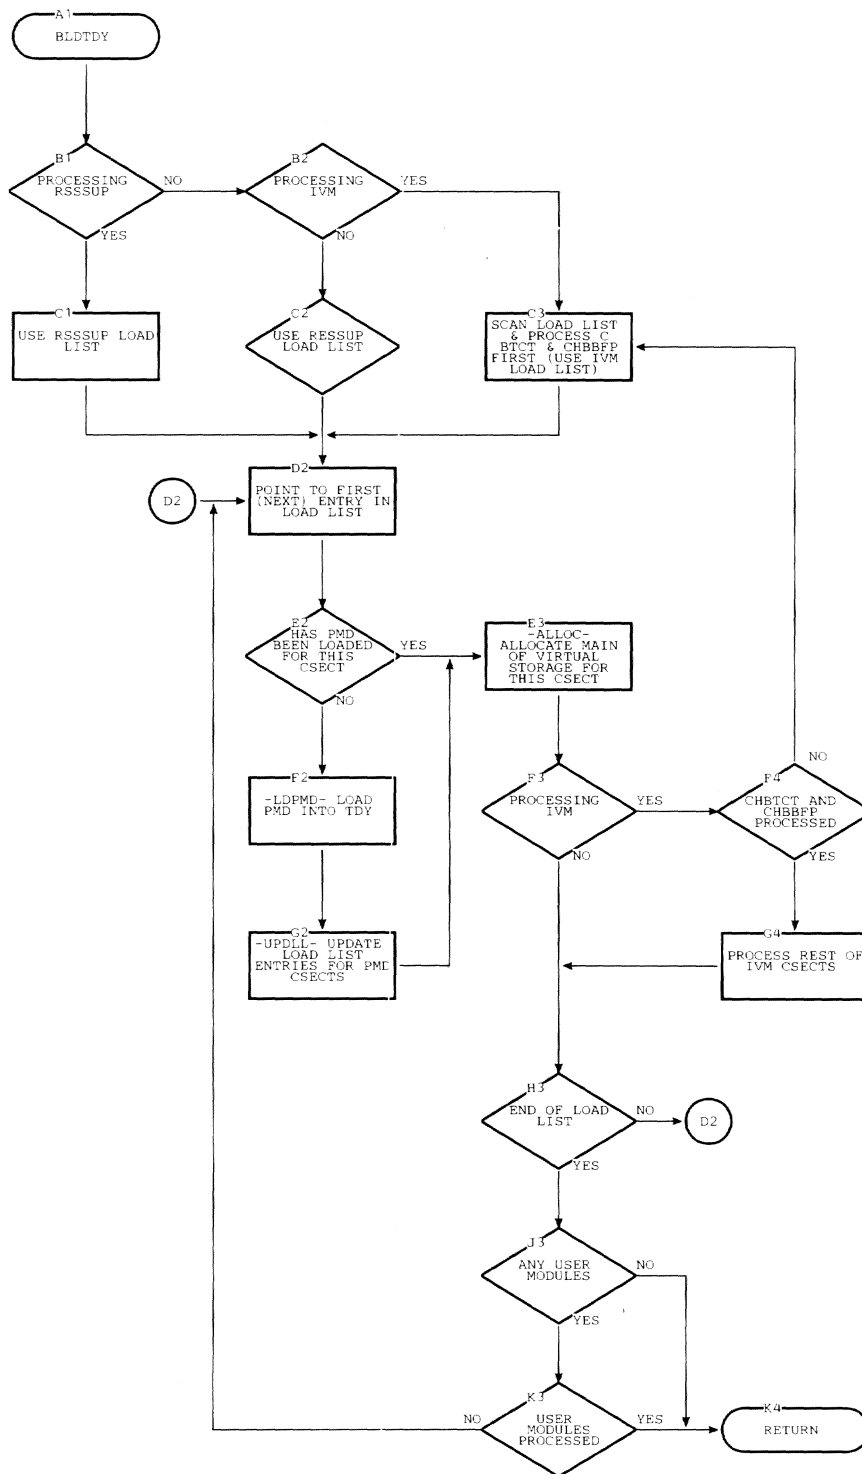 A1
BLDTDY
B1
PROCESSING
RSSSUP
NO
YES
B2
PROCESSING
IVM
YES
NO
C1
USE RSSSUP LOAD
LIST
C2
USE RESSUP
LOAD LIST
C3
SCAN LOAD LIST
& PROCESS C
BTCT & CHBBFP
FIRST (USE IVM
LOAD LIST)
D2
D2
POINT TO FIRST
(NEXT) ENTRY IN
LOAD LIST
E2
HAS PMD
BEEN LOADED
FOR THIS
CSECT
YES
NO
E3
-ALLOC-
ALLOCATE MAIN
OF VIRTUAL
STORAGE FOR
THIS CSECT
F2
-LDPMD- LOAD
PMD INTO TDY
F3
PROCESSING
IVM
YES
NO
NO
F4
CHBTCT AND
CHBBFP
PROCESSED
YES
G2
-UPDLL- UPDATE
LOAD LIST
ENTRIES FOR PMD
CSECTS
G4
PROCESS REST OF
IVM CSECTS
H3
END OF LOAD
LIST
NO
YES
D2
J3
ANY USER
MODULES
NO
YES
K3
USER
MODULES
PROCESSED
NO
YES
K4
RETURN